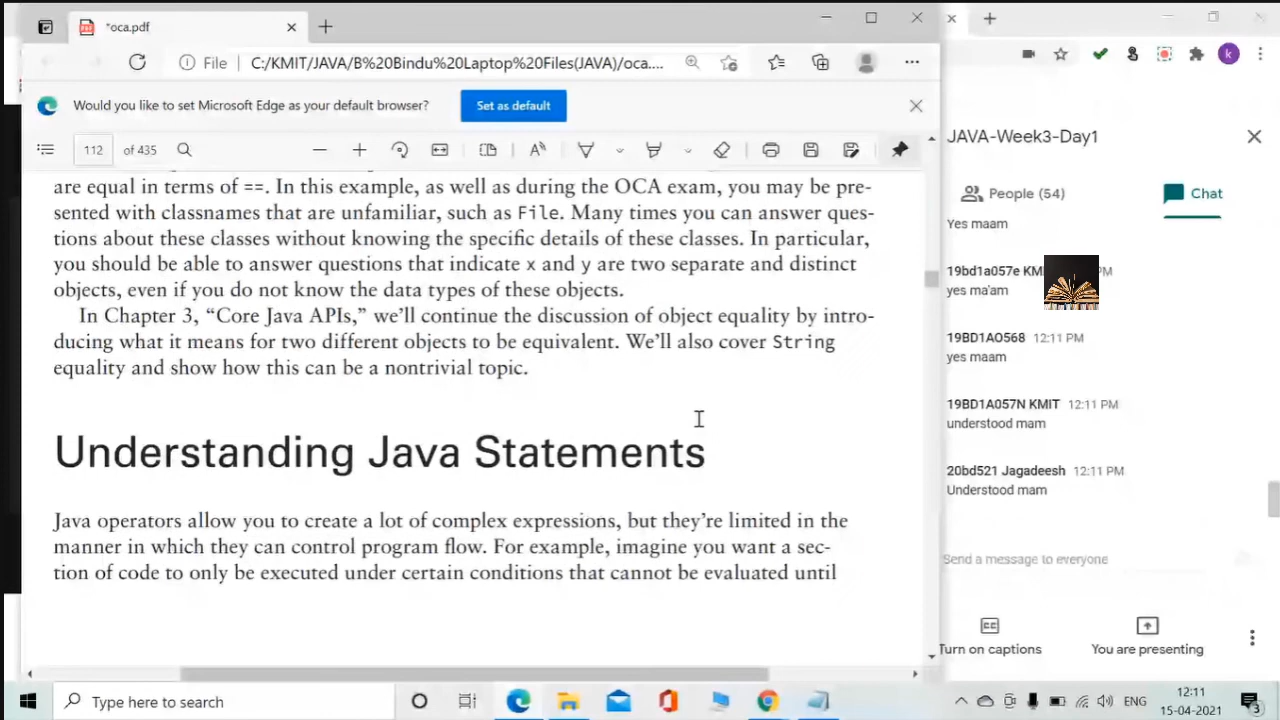 *oca.pdf
File
C:/KMIT/JAVA/B%20Bindu%20Laptop%20Files(JAVA)/oca....
Would you like to set Microsoft Edge as your default browser?
Set as default
112 of 435
are equal in terms of ==. In this example, as well as during the OCA exam, you may be pre-
sented with classnames that are unfamiliar, such as File. Many times you can answer ques-
tions about these classes without knowing the specific details of these classes. In particular,
you should be able to answer questions that indicate x and y are two separate and distinct
objects, even if you do not know the data types of these objects.
In Chapter 3, “Core Java APIs,” we’ll continue the discussion of object equality by intro-
ducing what it means for two different objects to be equivalent. We’ll also cover String
equality and show how this can be a nontrivial topic.
Understanding Java Statements
Java operators allow you to create a lot of complex expressions, but they’re limited in the
manner in which they can control program flow. For example, imagine you want a sec-
tion of code to only be executed under certain conditions that cannot be evaluated until
k
JAVA-Week3-Day1
People (54)
Chat
Yes maam
19bd1a057e
yes ma'am
19BD1AO568 12:11 PM
yes maam
19BD1A057N KMIT 12:11 PM
understood mam
20bd521 Jagadeesh 12:11 PM
Understood mam
Send a message to everyone
Turn on captions
You are presenting
Type here to search
ENG
12:11
15-04-2021
3